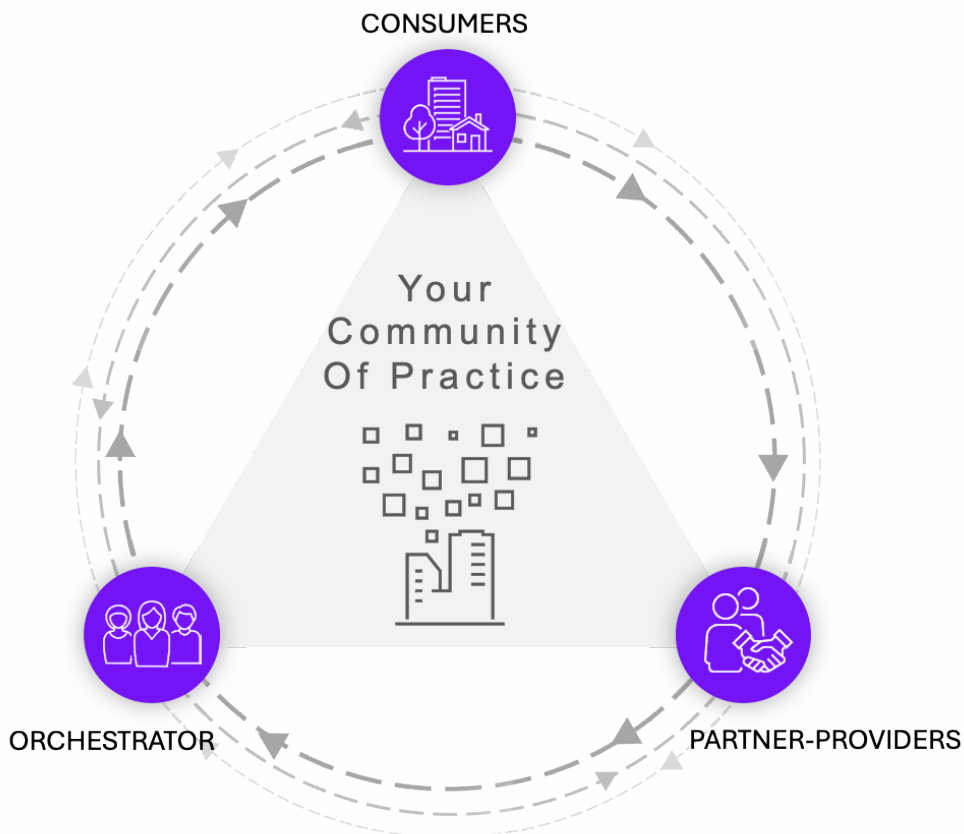 CONSUMERS
Your
Community
Of Practice
ORCHESTRATOR
PARTNER-PROVIDERS